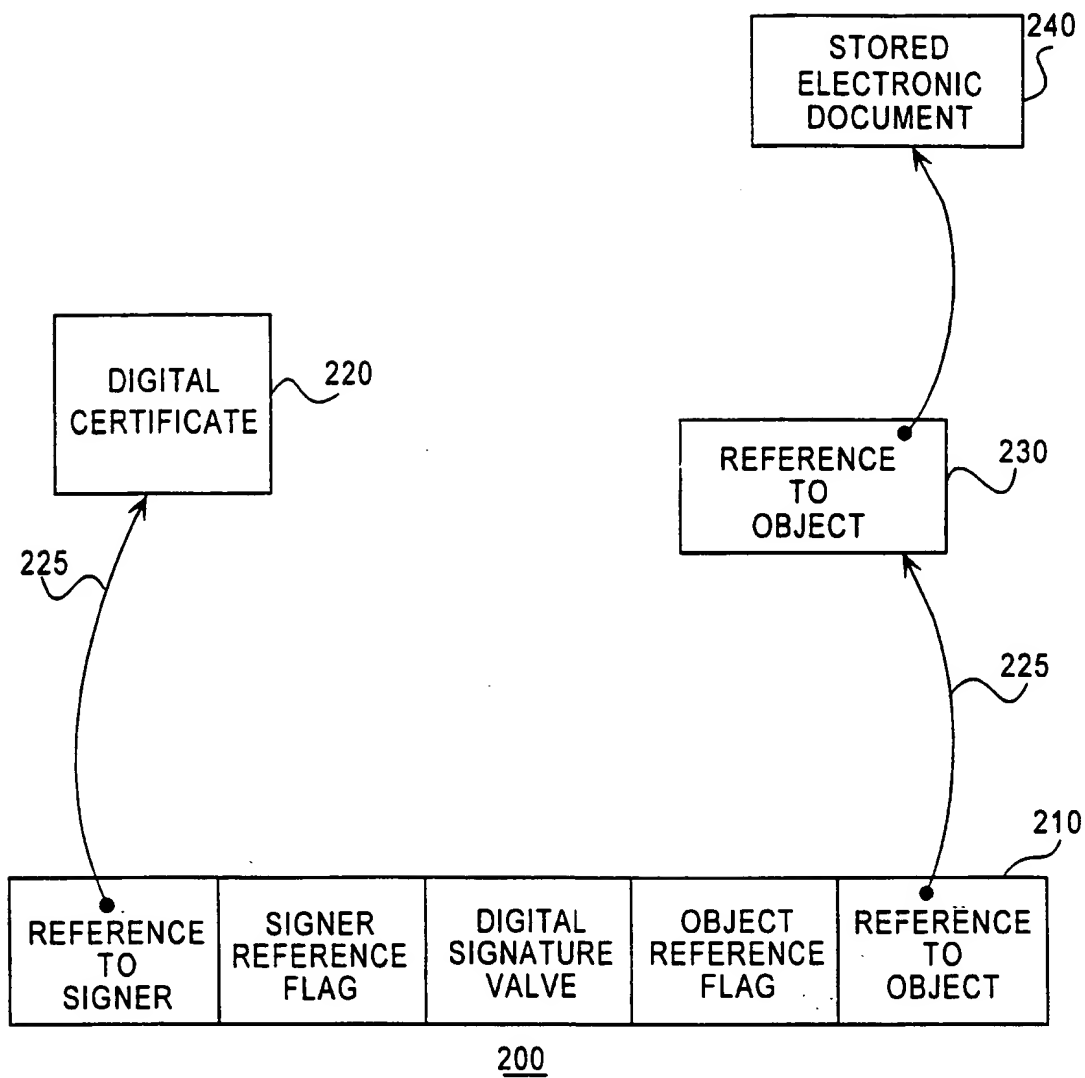 240
STORED
ELECTRONIC
DOCUMENT
DIGITAL
CERTIFICATE
220
REFERENCE
TO
OBJECT
230
225
225
210
REFERENCE
TO
SIGNER
SIGNER
REFERENCE
FLAG
DIGITAL
SIGNATURE
VALVE
OBJECT
REFERENCE
FLAG
REFERENCE
TO
OBJECT
200